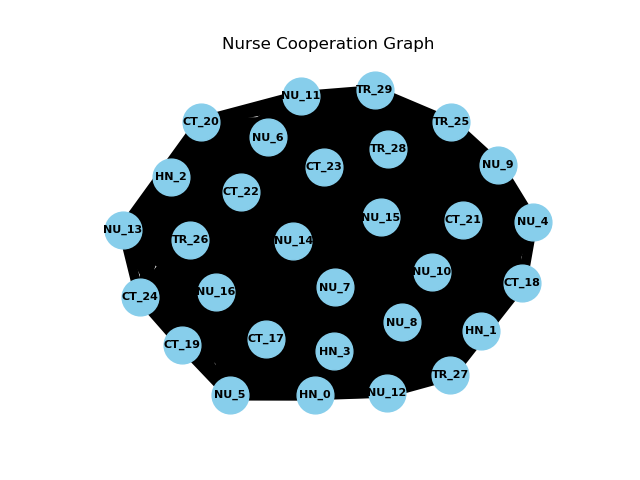 Nurse Cooperation Graph
TR_29
NU_11
CT_20
TR_25
NU_6
TR_28
NU_9
CT_23
HN_2
CT_22
NU_15
CT_21
NU_4
NU_13
TR_26
NU_14
NU_10
CT_18
NU_7
NU_16
CT_24
NU_8
HN_1
CT_17
CT_19
HN_3
TR_27
NU_12
NU_5
HN_0